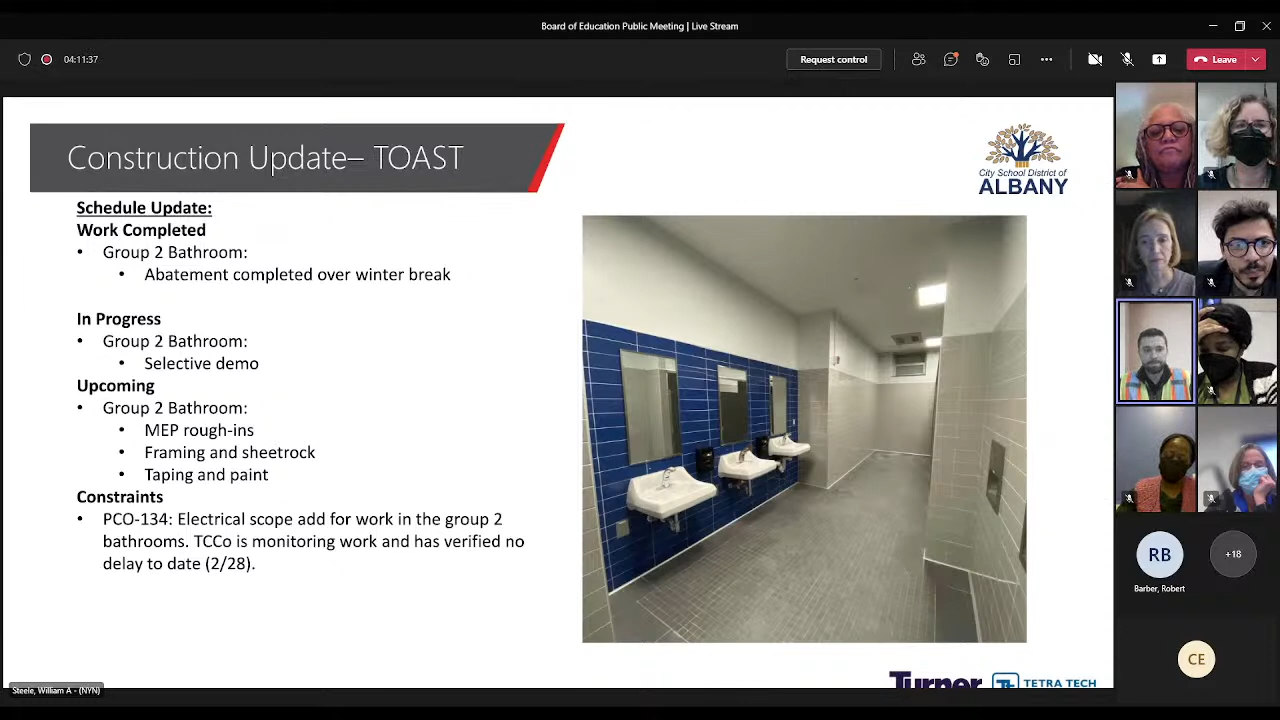 Board of Education Public Meeting | Live Stream
04:11:37
Request control
Leave
Construction Update– TOAST
City School District of
ALBANY
Schedule Update:
Work Completed
• Group 2 Bathroom:
• Abatement completed over winter break
In Progress
• Group 2 Bathroom:
• Selective demo
Upcoming
• Group 2 Bathroom:
• MEP rough-ins
• Framing and sheetrock
• Taping and paint
Constraints
• PCO-134: Electrical scope add for work in the group 2
bathrooms. TCCo is monitoring work and has verified no
delay to date (2/28).
RB
+18
Barber, Robert
CE
Turner
TETRA TECH
Steele, William A - (NYN)